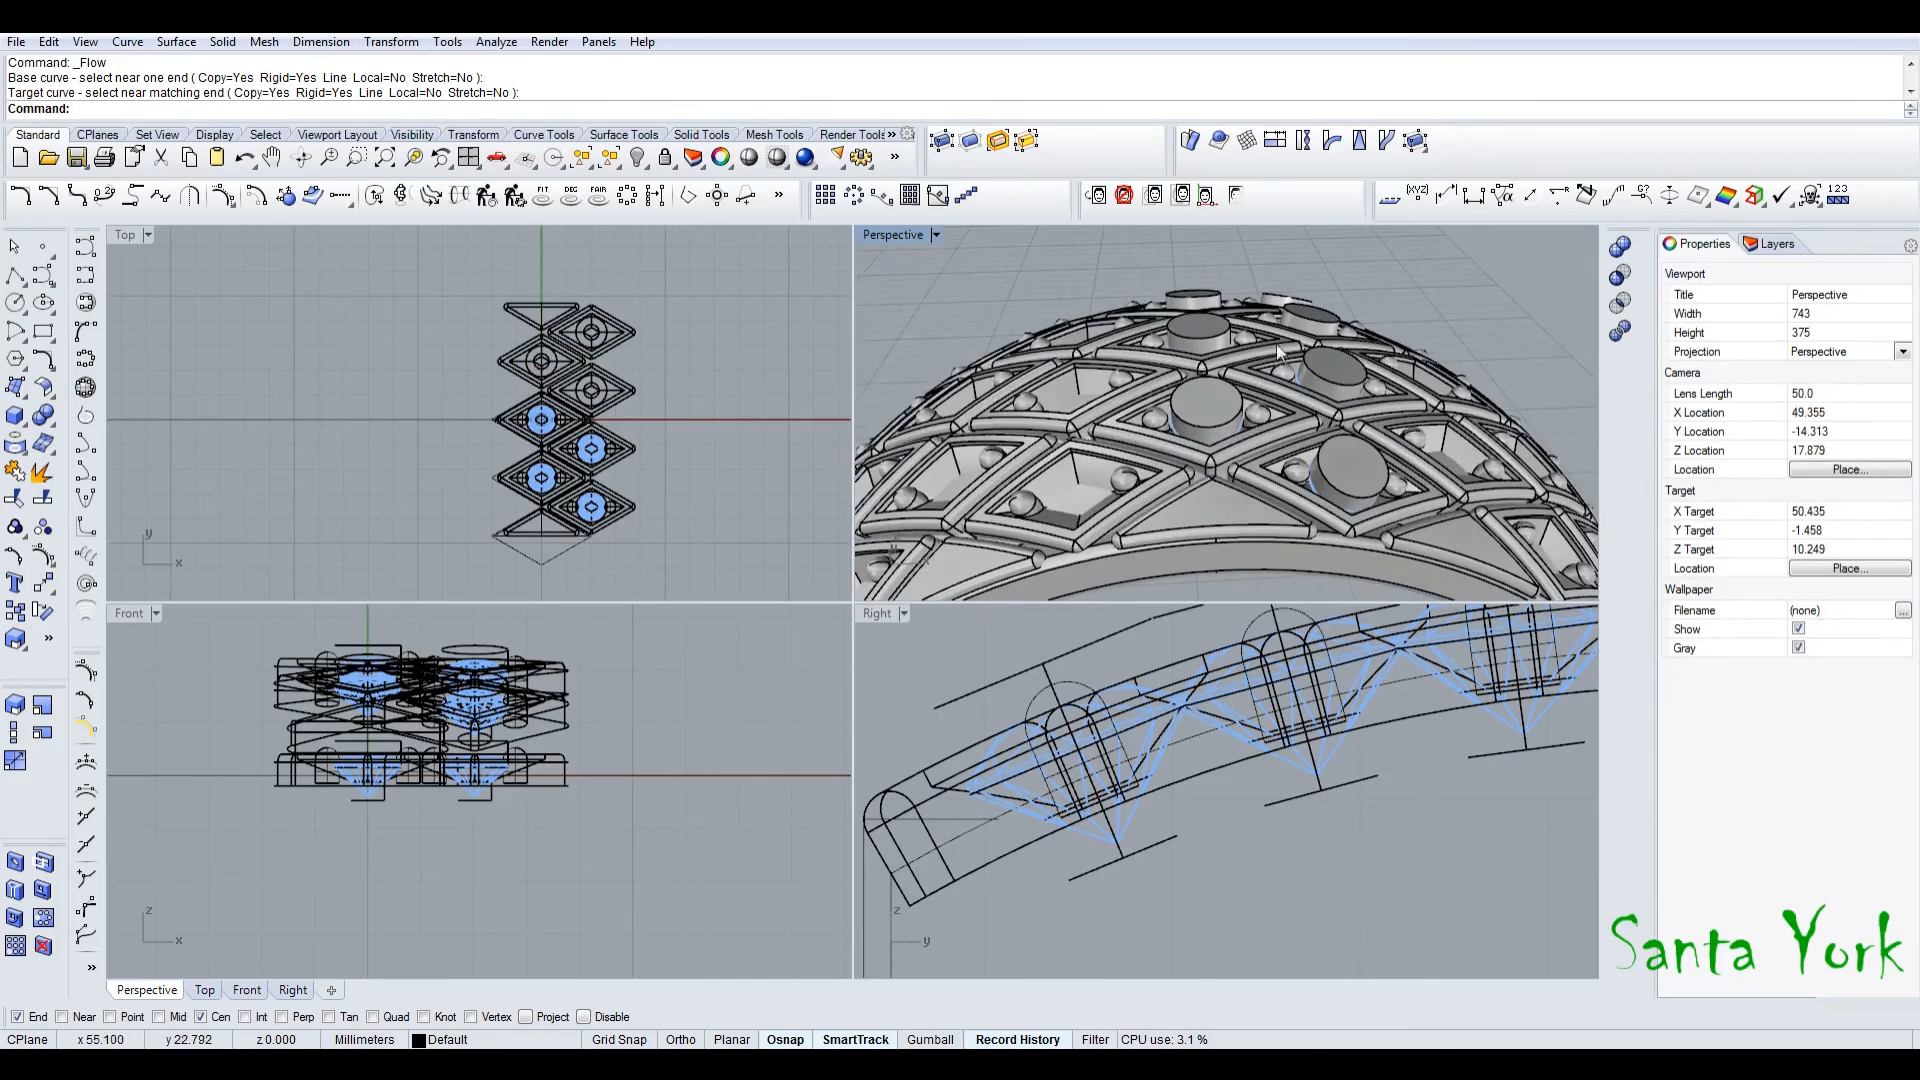 File Edit View Curve Surface Solid Mesh Dimension Transform Tools Analyze Render Panels Help
Command: _Flow
Base curve - select near one end ( Copy=Yes Rigid=Yes Line Local=No Stretch=No ):
Target curve - select near matching end ( Copy=Yes Rigid=Yes Line Local=No Stretch=No ):
Command:
Standard CPlanes Set View Display Select Viewport Layout Visibility Transform Curve Tools Surface Tools Solid Tools Mesh Tools Render Tools
FIT DEG FAIR
XYZ
G?
123
Top
Perspective
Front
Right
y
x
z
x
z
y
Properties Layers
Viewport
Title Perspective
Width 743
Height 375
Projection Perspective
Camera
Lens Length 50.0
X Location 49.355
Y Location -14.313
Z Location 17.879
Location Place...
Target
X Target 50.435
Y Target -1.458
Z Target 10.249
Location Place...
Wallpaper
Filename (none) ...
Show
Gray
Santa York
Perspective Top Front Right
End Near Point Mid Cen Int Perp Tan Quad Knot Vertex Project Disable
CPlane x 55.100 y 22.792 z 0.000 Millimeters Default Grid Snap Ortho Planar Osnap SmartTrack Gumball Record History Filter CPU use: 3.1 %